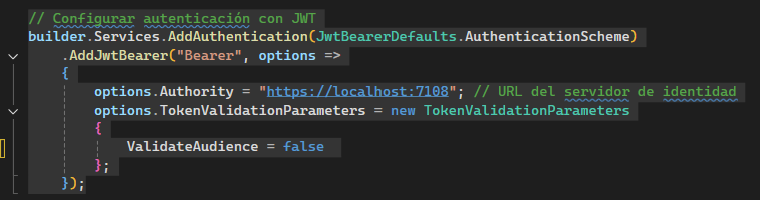 // Configurar autenticación con JWT
builder.Services.AddAuthentication(JwtBearerDefaults.AuthenticationScheme)
    .AddJwtBearer("Bearer", options =>
    {
        options.Authority = "https://localhost:7108"; // URL del servidor de identidad
        options.TokenValidationParameters = new TokenValidationParameters
        {
            ValidateAudience = false
        };
    });